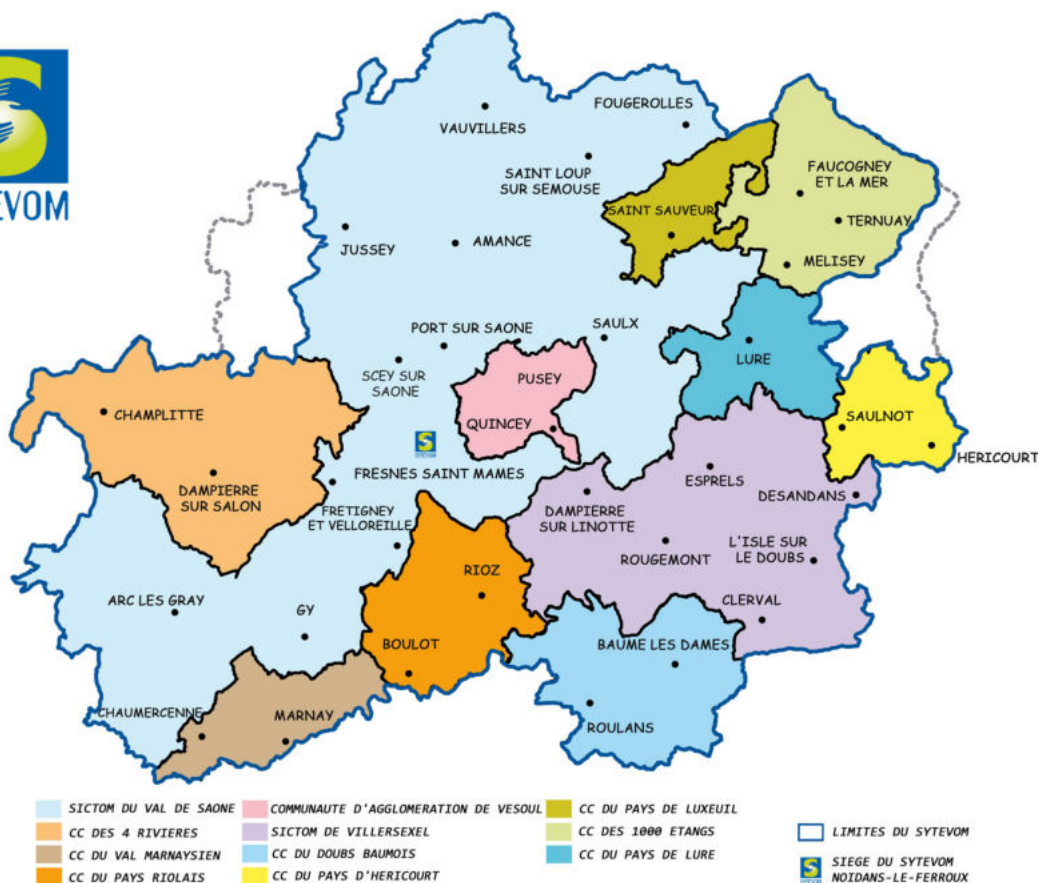 EVOM
FOUGEROLLES
VAUVILLERS
SAINT LOUP
SUR SEMOUSE
FAUCOGNEY
ET LA MER
SAINT SAUVEUR
TERNUAY
JUSSEY
AMANCE
MELISEY
PORT SUR SAONE
SAULX
LURE
SCEY SUR
SAONE
PUSEY
CHAMPLITTE
QUINCEY
SAULNOT
SYTEVOM
HERICOURT
FRESNES SAINT MAMES
ESPRELS
DAMPIERRE
SUR SALON
DESANDANS
FRETIGNEY
ET VELLOREILLE
DAMPIERRE
SUR LINOTTE
L'ISLE SUR
LE DOUBS
ROUGEMONT
RIOZ
ARC LES GRAY
GY
CLERVAL
BOULOT
BAUME LES DAMES
CHAUMERCENNE
MARNAY
ROULANS
SICTOM DU VAL DE SAONE
COMMUNAUTE D'AGGLOMERATION DE VESOUL
CC DU PAYS DE LUXEUIL
CC DES 4 RIVIERES
SICTOM DE VILLERSEXEL
CC DES 1000 ETANGS
LIMITES DU SYTEVOM
CC DU VAL MARNAYSIEN
CC DU DOUBS BAUMOIS
CC DU PAYS DE LURE
SIEGE DU SYTEVOM
NOIDANS-LE-FERROUX
SYTEVOM
CC DU PAYS RIOLAIS
CC DU PAYS D'HERICOURT